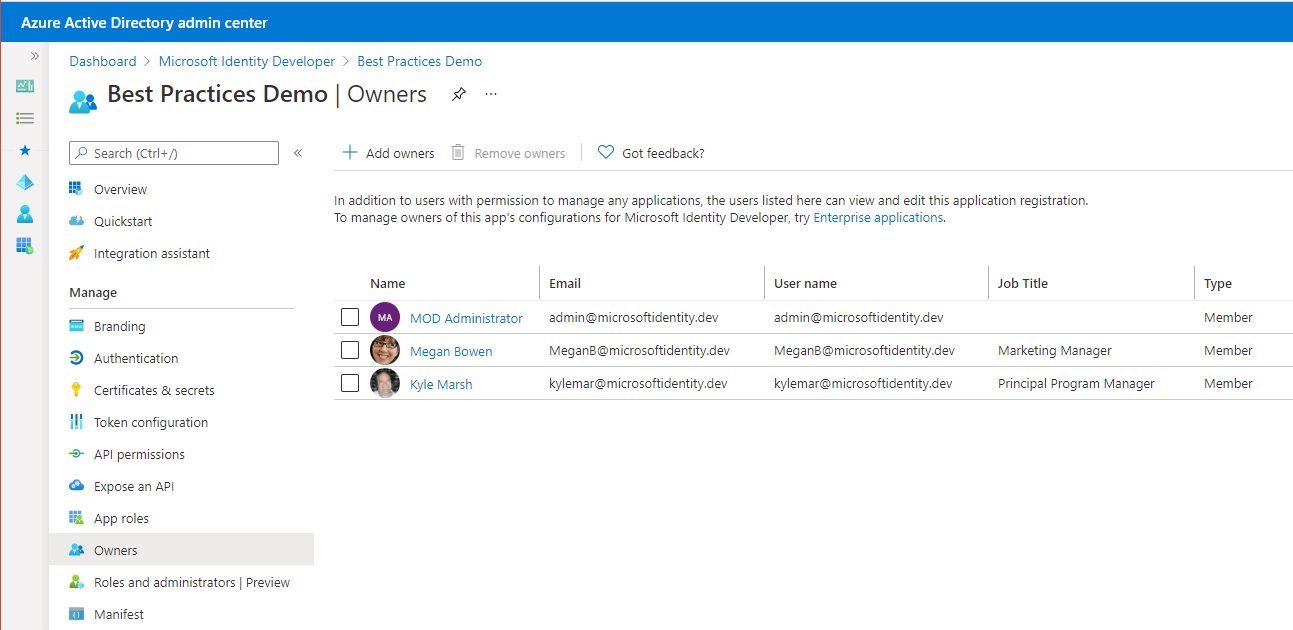 Azure Active Directory admin center
Dashboard > Microsoft Identity Developer > Best Practices Demo
Best Practices Demo | Owners
Search (Ctrl+/)
Overview
Quickstart
Integration assistant
Manage
Branding
Authentication
Certificates & secrets
Token configuration
API permissions
Expose an API
App roles
Owners
Roles and administrators | Preview
Manifest
Add owners Remove owners Got feedback?
In addition to users with permission to manage any applications, the users listed here can view and edit this application registration.
To manage owners of this app's configurations for Microsoft Identity Developer, try Enterprise applications.
Name Email User name Job Title Type
MA MOD Administrator admin@microsoftidentity.dev admin@microsoftidentity.dev Member
Megan Bowen MeganB@microsoftidentity.dev MeganB@microsoftidentity.dev Marketing Manager Member
Kyle Marsh kylemar@microsoftidentity.dev kylemar@microsoftidentity.dev Principal Program Manager Member